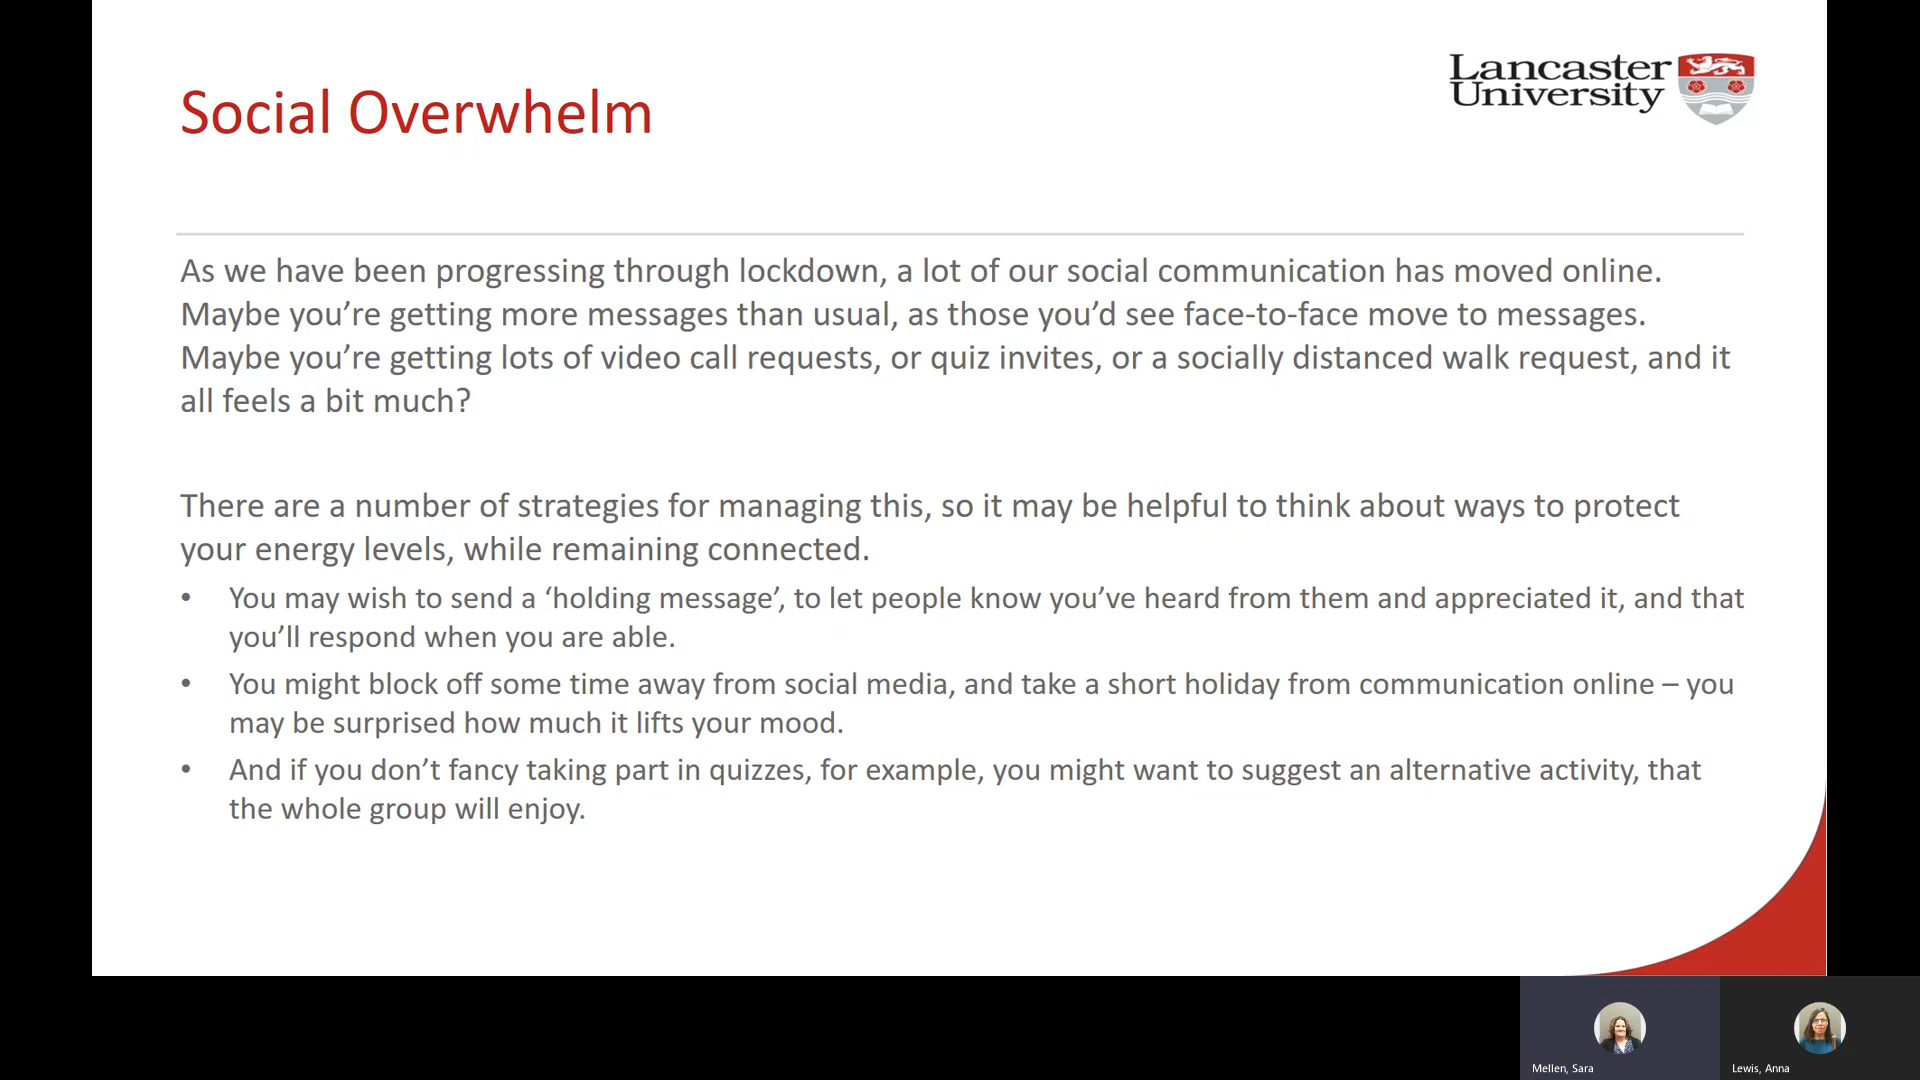 Social Overwhelm
Lancaster
University
As we have been progressing through lockdown, a lot of our social communication has moved online.
Maybe you’re getting more messages than usual, as those you’d see face-to-face move to messages.
Maybe you’re getting lots of video call requests, or quiz invites, or a socially distanced walk request, and it
all feels a bit much?
There are a number of strategies for managing this, so it may be helpful to think about ways to protect
your energy levels, while remaining connected.
• You may wish to send a ‘holding message’, to let people know you’ve heard from them and appreciated it, and that
you’ll respond when you are able.
• You might block off some time away from social media, and take a short holiday from communication online – you
may be surprised how much it lifts your mood.
• And if you don’t fancy taking part in quizzes, for example, you might want to suggest an alternative activity, that
the whole group will enjoy.
Mellen, Sara
Lewis, Anna